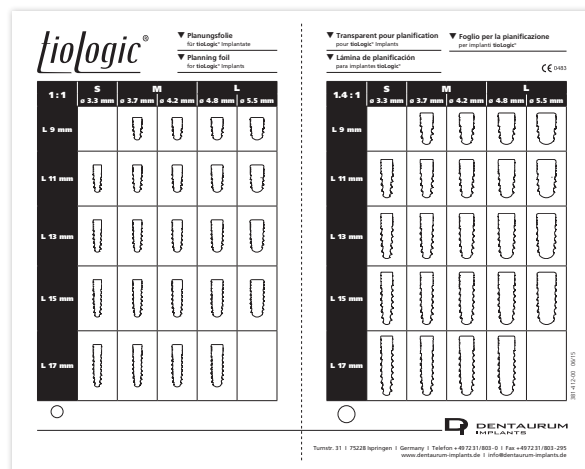 tioLogic®
▼ Planungsfolie
für tioLogic® Implantate
▼ Planning foil
for tioLogic® Implants
▼ Transparent pour planification
pour tioLogic® Implants
▼ Lámina de planificación
para implantes tioLogic®
▼ Foglio per la pianificazione
per impianti tioLogic®
CE 0483
1:1 S M L
ø 3.3 mm ø 3.7 mm ø 4.2 mm ø 4.8 mm ø 5.5 mm
L 9 mm
L 11 mm
L 13 mm
L 15 mm
L 17 mm
1.4:1 S M L
ø 3.3 mm ø 3.7 mm ø 4.2 mm ø 4.8 mm ø 5.5 mm
L 9 mm
L 11 mm
L 13 mm
L 15 mm
L 17 mm
381-412-00 06/15
DENTAURUM
IMPLANTS
Turnstr. 31 I 75228 Ispringen I Germany I Telefon +49 72 31/803-0 I Fax +49 72 31/803-295
www.dentaurum-implants.de I info@dentaurum-implants.de